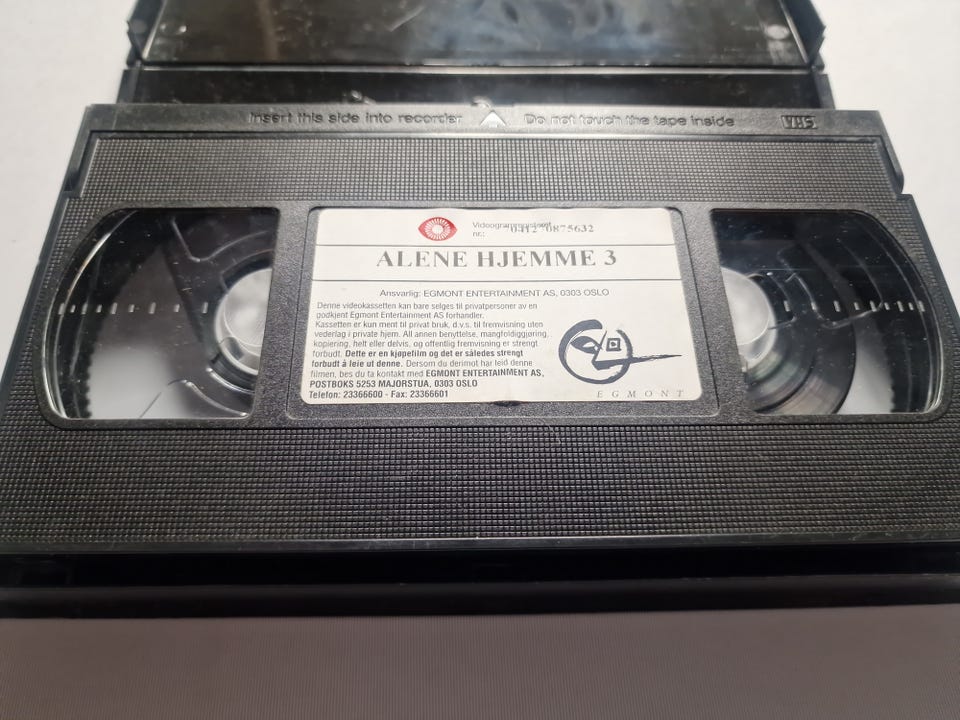 Insert this side into recorder Do not touch the tape inside VHS
Videogramregisteret
nr.: 0412 0875632
ALENE HJEMME 3
Ansvarlig: EGMONT ENTERTAINMENT AS, 0303 OSLO
Denne videokassetten kan bare selges til privatpersoner av en
godkjent Egmont Entertainment AS forhandler.
Kassetten er kun ment til privat bruk, d.v.s. til fremvisning uten
vederlag i private hjem. All annen benyttelse, mangfoldiggjøring,
kopiering, helt eller delvis, og offentlig fremvisning er strengt
forbudt. Dette er en kjøpefilm og det er således strengt
forbudt å leie ut denne. Dersom du derimot har leid denne
filmen, bes du ta kontakt med EGMONT ENTERTAINMENT AS,
POSTBOKS 5253 MAJORSTUA, 0303 OSLO
Telefon: 23366600 - Fax: 23366601
EGMONT